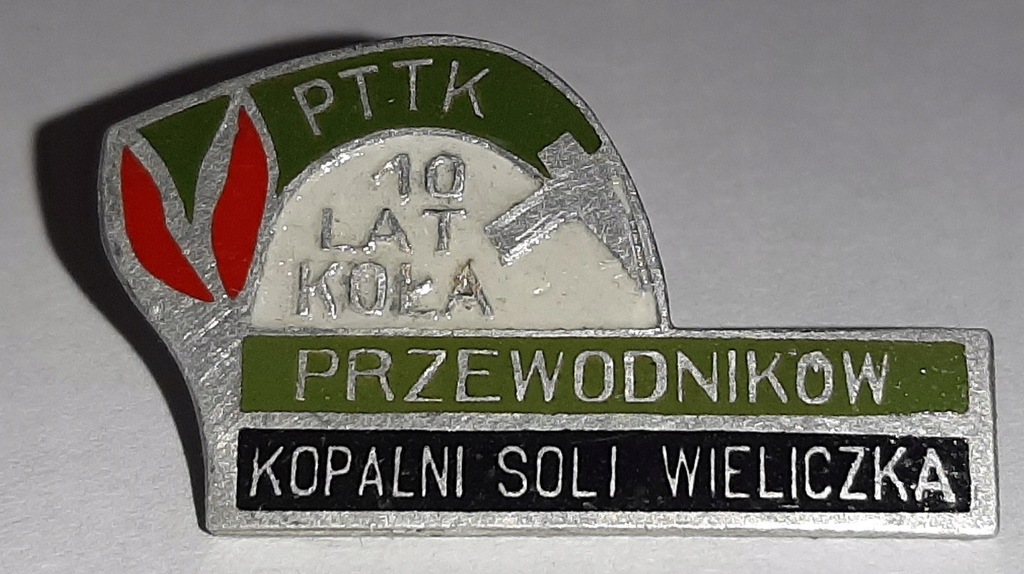 PTTK
10
LAT
KOŁA
PRZEWODNIKOW
KOPALNI SOLI WIELICZKA